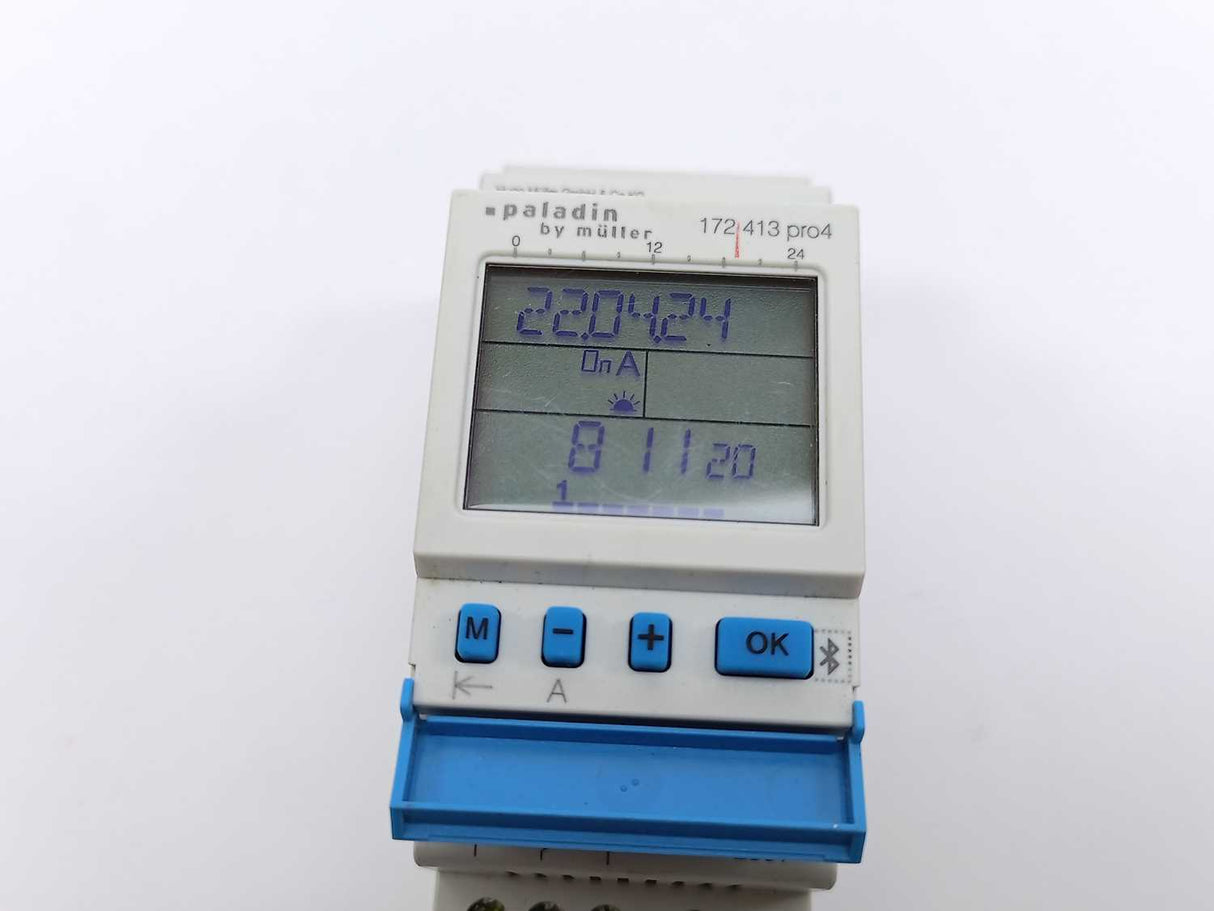 paladin
by müller
172 413 pro4
0 12 24
22.04.24
On A
8 11 20
1
M - + OK
A